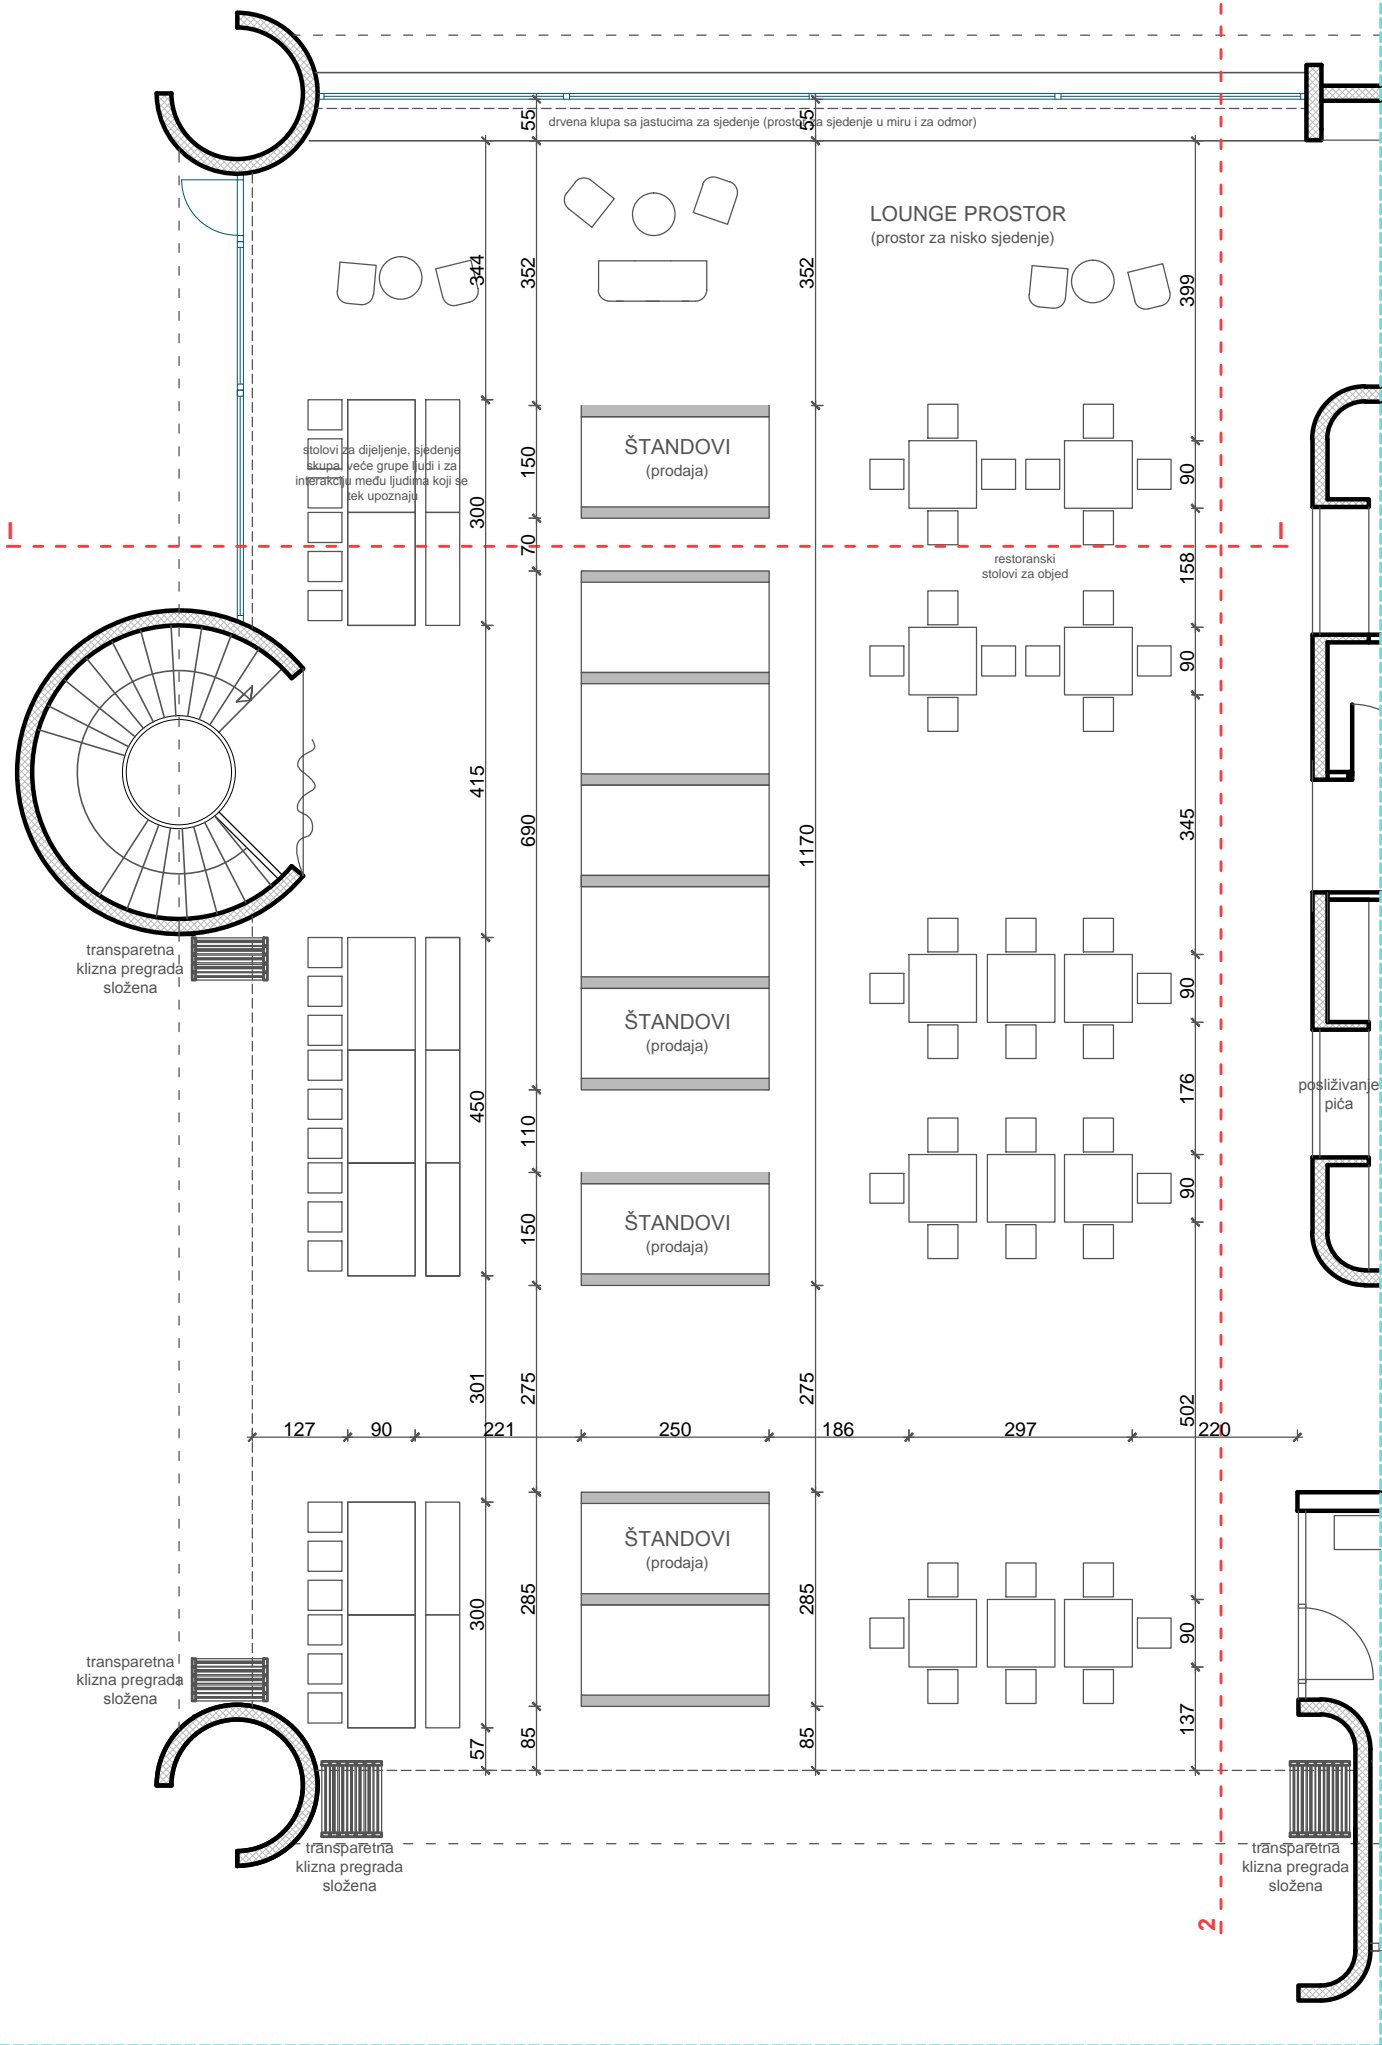 55
drvena klupa sa jastucima za sjedenje (prostor za sjedenje u miru i za odmor)
55
LOUNGE PROSTOR
(prostor za nisko sjedenje)
344
352
352
399
stolovi za dijeljenje, sjedenje
skupa, veće grupe ljudi i za
interakciju među ljudima koji se
tek upoznaju
300
150
ŠTANDOVI
(prodaja)
90
I
70
I
restoranski
stolovi za objed
158
90
415
690
1170
345
transparetna
klizna pregrada
složena
90
ŠTANDOVI
(prodaja)
450
110
176
posliživanje
pića
150
ŠTANDOVI
(prodaja)
90
301
275
275
502
127
90
221
250
186
297
220
ŠTANDOVI
(prodaja)
300
285
285
90
transparetna
klizna pregrada
složena
57
85
85
137
transparetna
klizna pregrada
složena
transparetna
klizna pregrada
složena
2